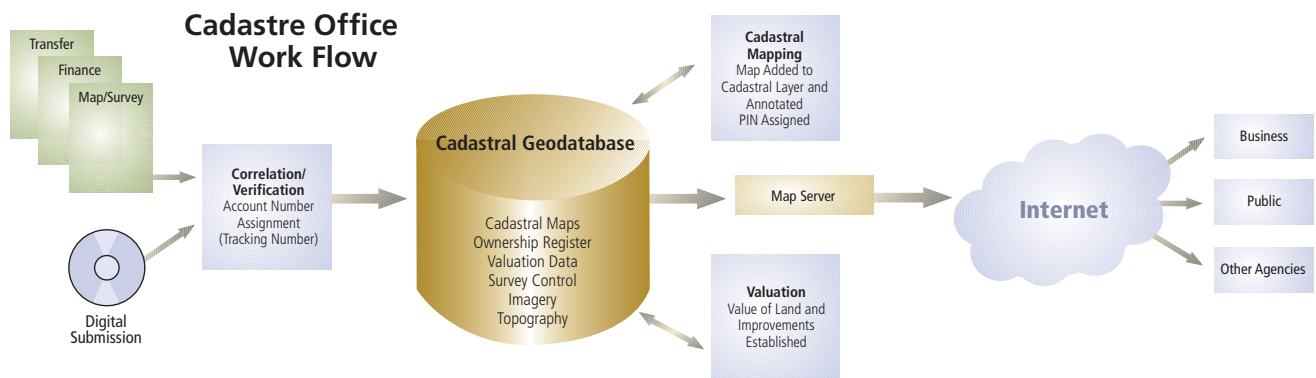 Cadastre Office
Work Flow
Transfer
Finance
Map/Survey
Digital
Submission
Correlation/
Verification
Account Number
Assignment
(Tracking Number)
Cadastral Geodatabase
Cadastral Maps
Ownership Register
Valuation Data
Survey Control
Imagery
Topography
Cadastral
Mapping
Map Added to
Cadastral Layer and
Annotated
PIN Assigned
Map Server
Valuation
Value of Land and
Improvements
Established
Internet
Business
Public
Other Agencies